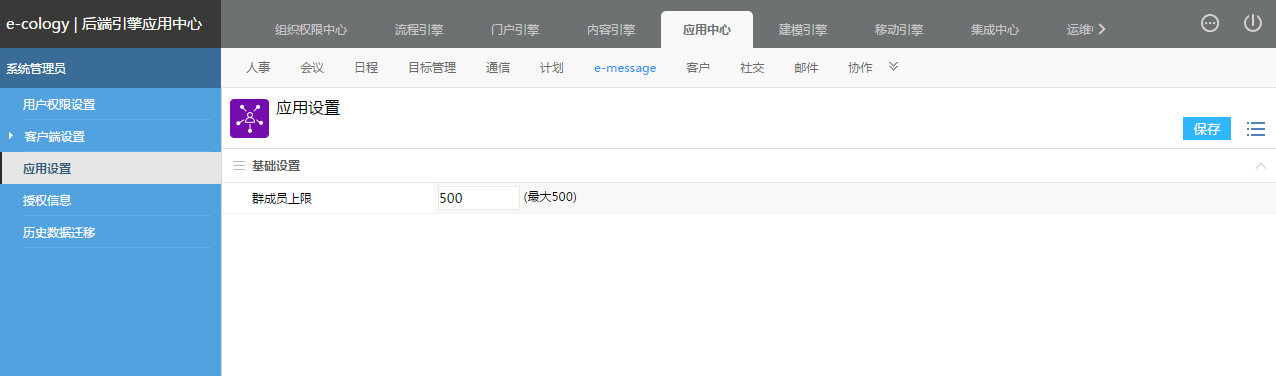 e-cology | 后端引擎应用中心
组织权限中心 流程引擎 门户引擎 内容引擎 应用中心 建模引擎 移动引擎 集成中心 运维
系统管理员
人事 会议 日程 目标管理 通信 计划 e-message 客户 社交 邮件 协作
用户权限设置
客户端设置
应用设置
授权信息
历史数据迁移
应用设置
保存
基础设置
群成员上限 500 (最大500)